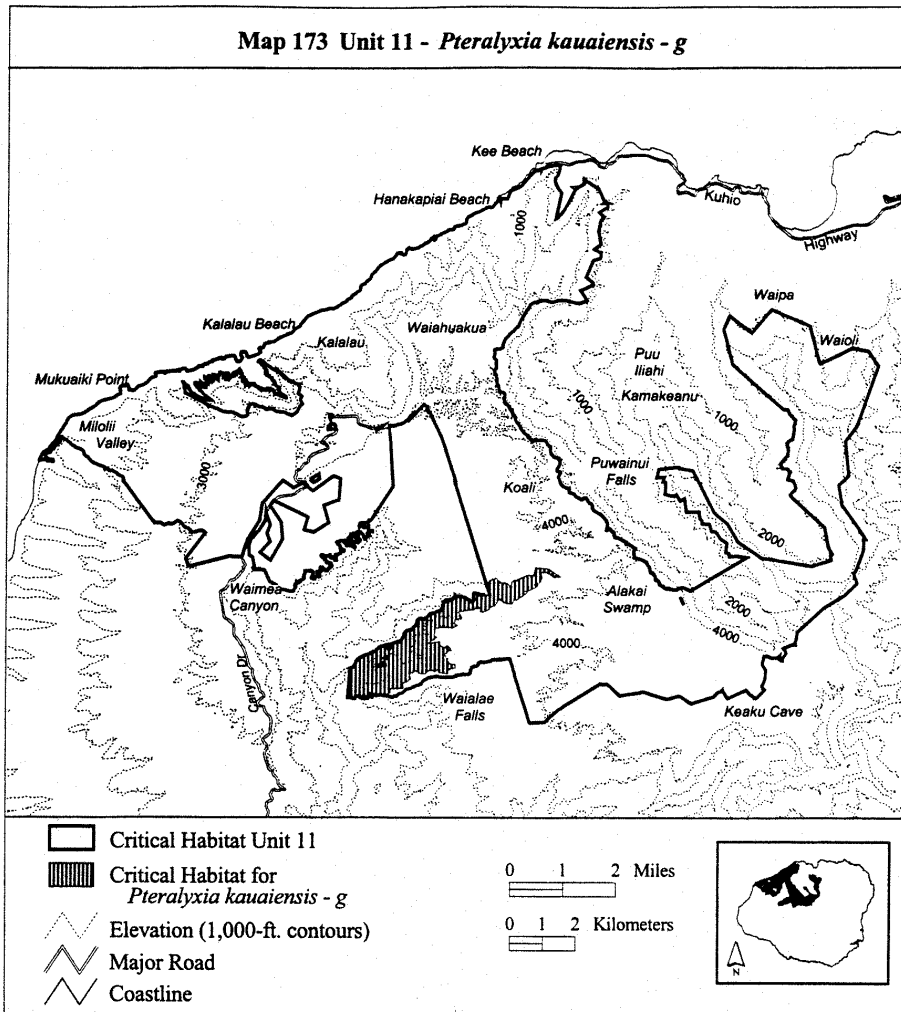 Map 173 Unit 11 - Pteralyxia kauaiensis - g
Kee Beach
Hanakapiai Beach
Kuhio
Highway
1000
Waipa
Kalalau Beach
Waiahuakua
Kalalau
Waioli
Puu
Iliahi
Mukuaiki Point
Kamakeanu
1000
1000
Milolii
Valley
3000
Puwainui
Falls
Koali
4000
2000
Waimea
Canyon
Alakai
Swamp
2000
4000
4000
Canyon Dr
Waialae
Falls
Keaku Cave
Critical Habitat Unit 11
Critical Habitat for
Pteralyxia kauaiensis - g
Elevation (1,000-ft. contours)
Major Road
Coastline
0 1 2 Miles
0 1 2 Kilometers
N